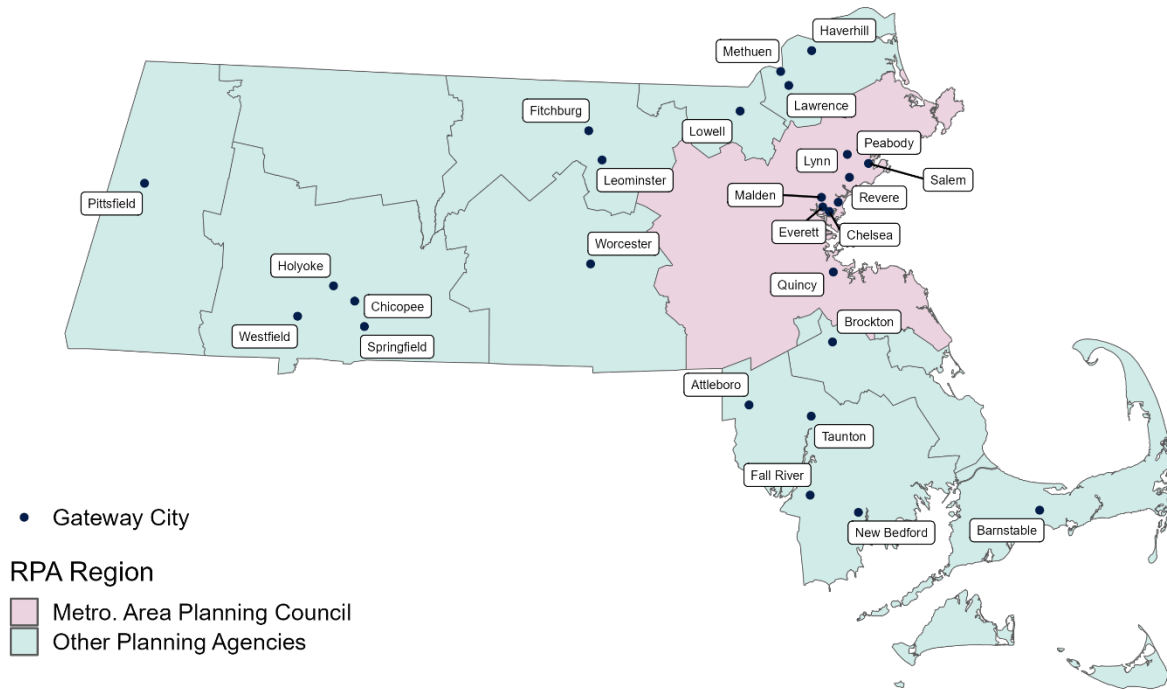 Haverhill
Methuen
Lawrence
Fitchburg
Lowell
Peabody
Lynn
Salem
Leominster
Malden
Revere
Pittsfield
Everett
Chelsea
Worcester
Holyoke
Quincy
Chicopee
Brockton
Westfield
Springfield
Attleboro
Taunton
Fall River
New Bedford
Barnstable
Gateway City
RPA Region
Metro. Area Planning Council
Other Planning Agencies